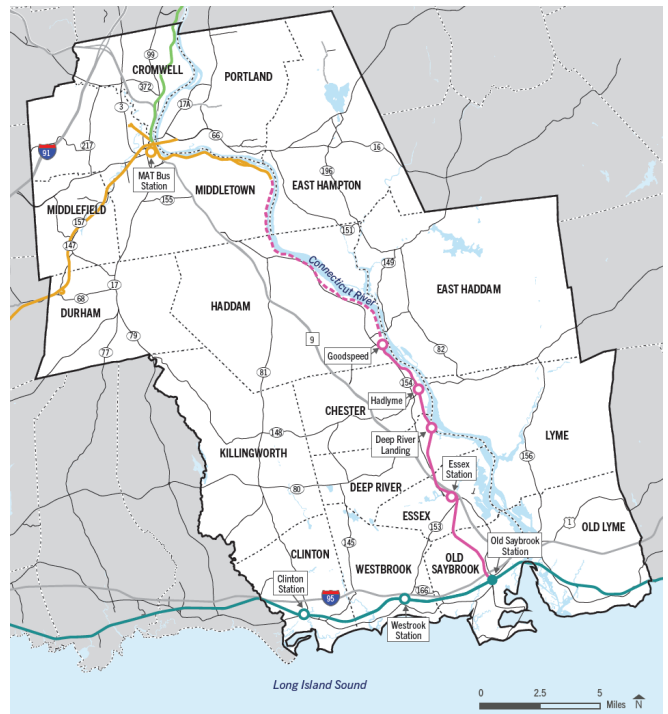 99
CROMWELL
PORTLAND
372
3
17A
66
91
217
16
MAT Bus
Station
196
MIDDLETOWN
EAST HAMPTON
155
MIDDLEFIELD
157
151
147
149
Connecticut River
17
EAST HADDAM
68
HADDAM
DURHAM
79
9
77
Goodspeed
82
81
154
Hadlyme
CHESTER
148
Deep River
Landing
LYME
KILLINGWORTH
156
Essex
Station
80
DEEP RIVER
ESSEX
1
153
OLD LYME
145
Old Saybrook
Station
CLINTON
WESTBROOK
OLD
SAYBROOK
Clinton
Station
95
166
Westrook
Station
Long Island Sound
0 2.5 5
Miles N